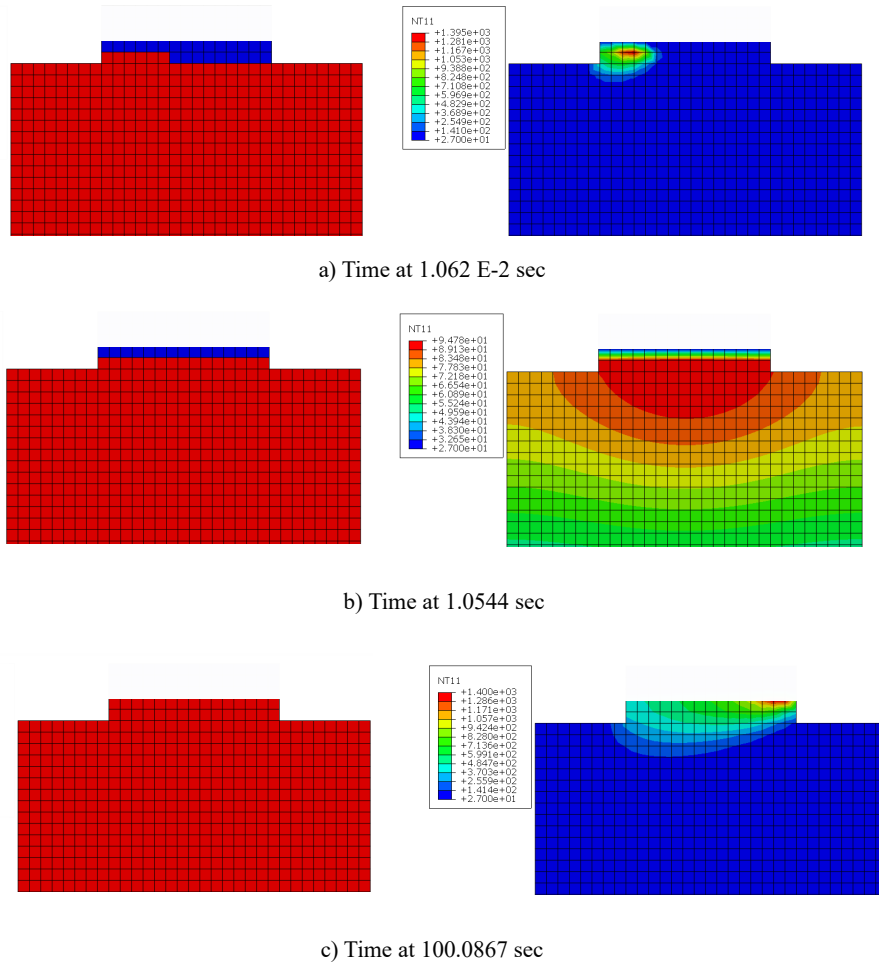 NT11
+1.395e+03
+1.281e+03
+1.167e+03
+1.053e+03
+9.388e+02
+8.248e+02
+7.108e+02
+5.969e+02
+4.829e+02
+3.689e+02
+2.549e+02
+1.410e+02
+2.700e+01
a) Time at 1.062 E-2 sec
NT11
+9.478e+01
+8.913e+01
+8.348e+01
+7.783e+01
+7.218e+01
+6.654e+01
+6.089e+01
+5.524e+01
+4.959e+01
+4.394e+01
+3.830e+01
+3.265e+01
+2.700e+01
b) Time at 1.0544 sec
NT11
+1.400e+03
+1.286e+03
+1.171e+03
+1.057e+03
+9.424e+02
+8.280e+02
+7.136e+02
+5.991e+02
+4.847e+02
+3.703e+02
+2.559e+02
+1.414e+02
+2.700e+01
c) Time at 100.0867 sec